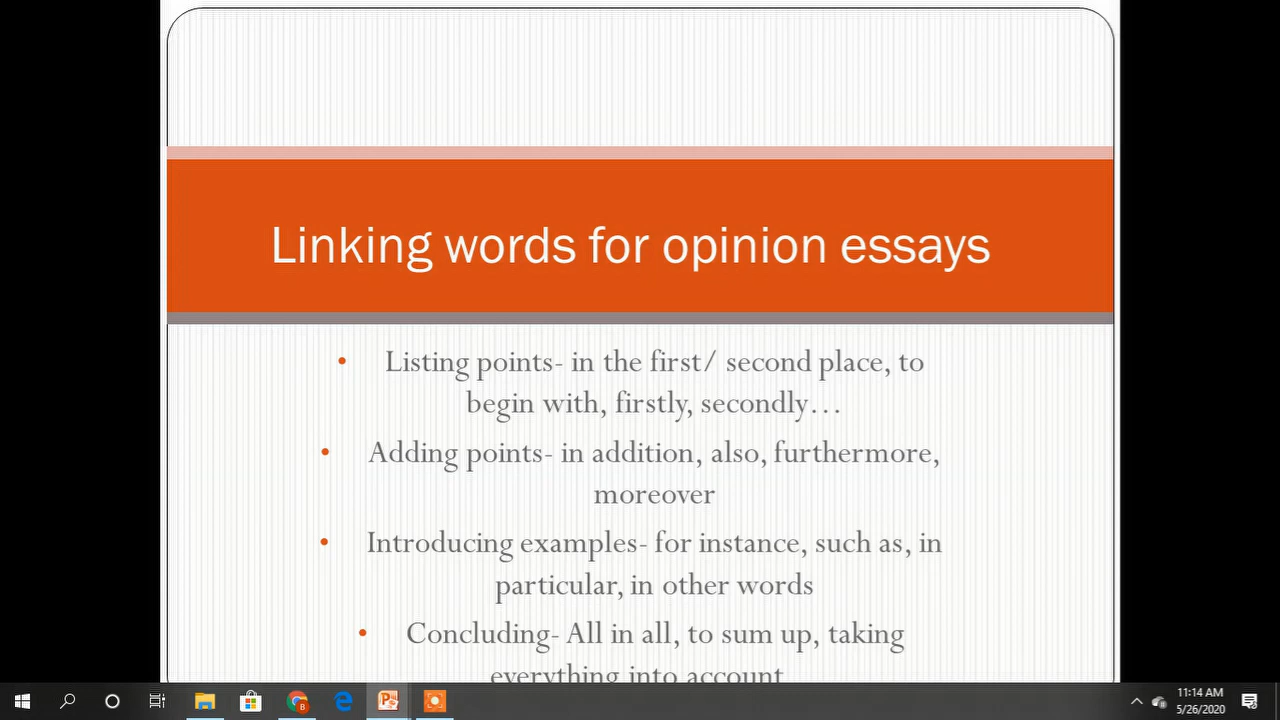 Linking words for opinion essays
• Listing points- in the first/ second place, to
begin with, firstly, secondly…
• Adding points- in addition, also, furthermore,
moreover
• Introducing examples- for instance, such as, in
particular, in other words
• Concluding- All in all, to sum up, taking
everything into account
11:14 AM
5/26/2020